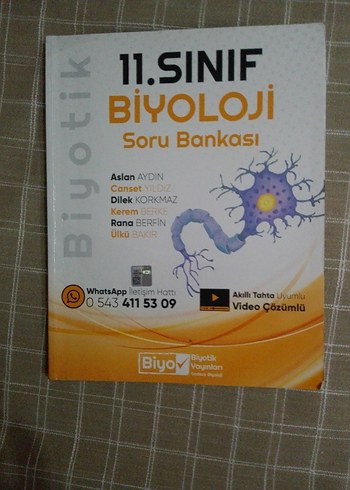 Biyotik
11.SINIF
BİYOLOJİ
Soru Bankası
Aslan AYDIN
Canset YILDIZ
Dilek KORKMAZ
Kerem BERKE
Rana BERFİN
Ülkü BAKIR
WhatsApp İletişim Hattı
0 543 411 53 09
Akıllı Tahta Uyumlu
Video Çözümlü
Biyo
Biyotik
Yayınları